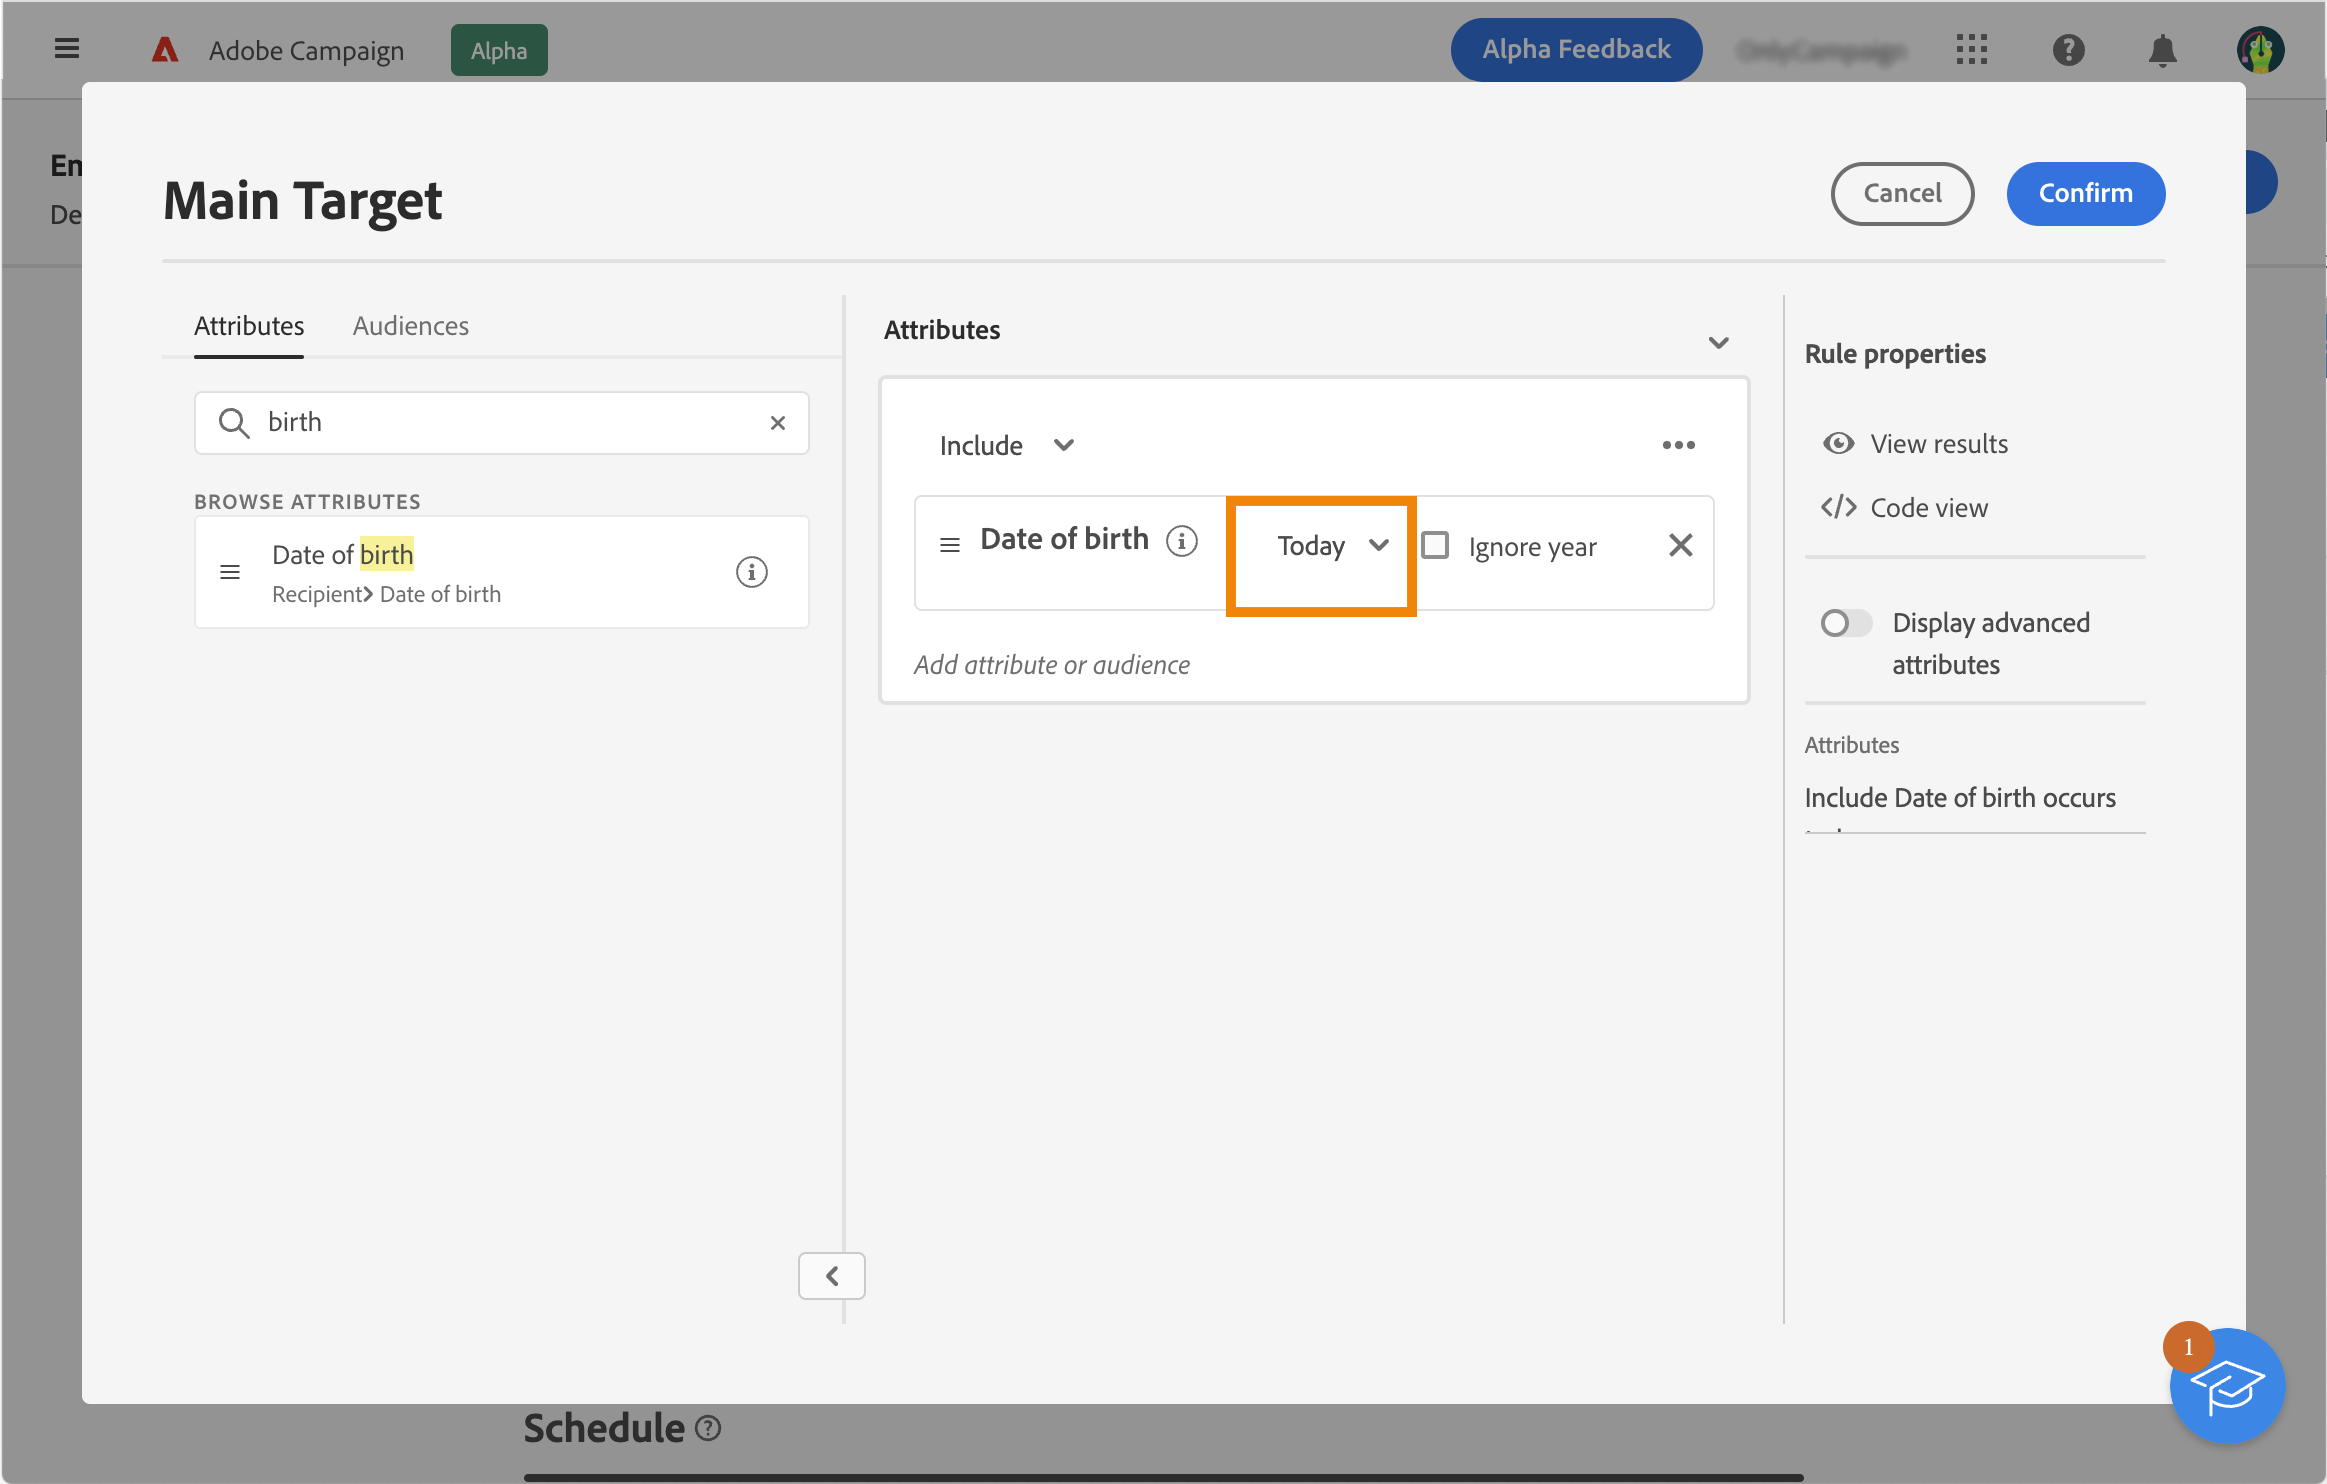 Adobe Campaign
Alpha
Alpha Feedback
En
De
Main Target
Cancel
Confirm
Attributes
Audiences
birth
BROWSE ATTRIBUTES
Date of birth
Recipient> Date of birth
Attributes
Include
Date of birth
Today
Ignore year
Add attribute or audience
Rule properties
View results
Code view
Display advanced
attributes
Attributes
Include Date of birth occurs
1
Schedule